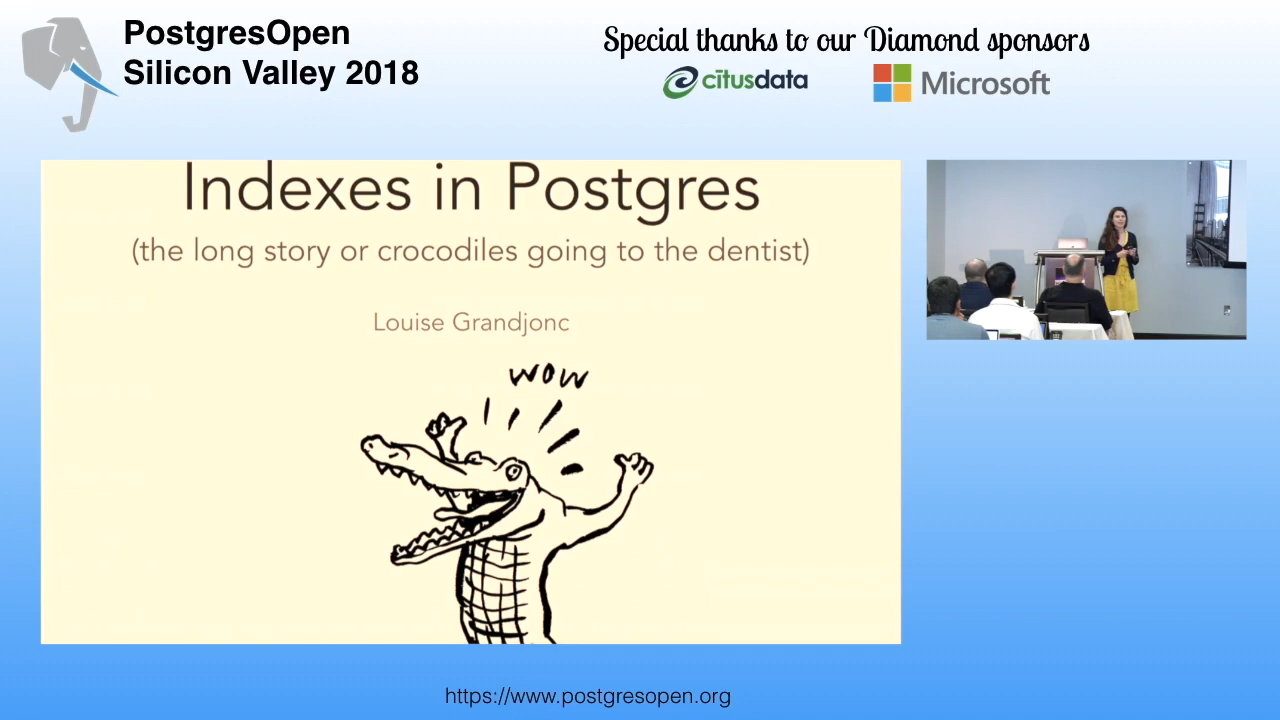 PostgresOpen
Silicon Valley 2018
Special thanks to our Diamond sponsors
citusdata
Microsoft
Indexes in Postgres
(the long story or crocodiles going to the dentist)
Louise Grandjonc
WOW
https://www.postgresopen.org